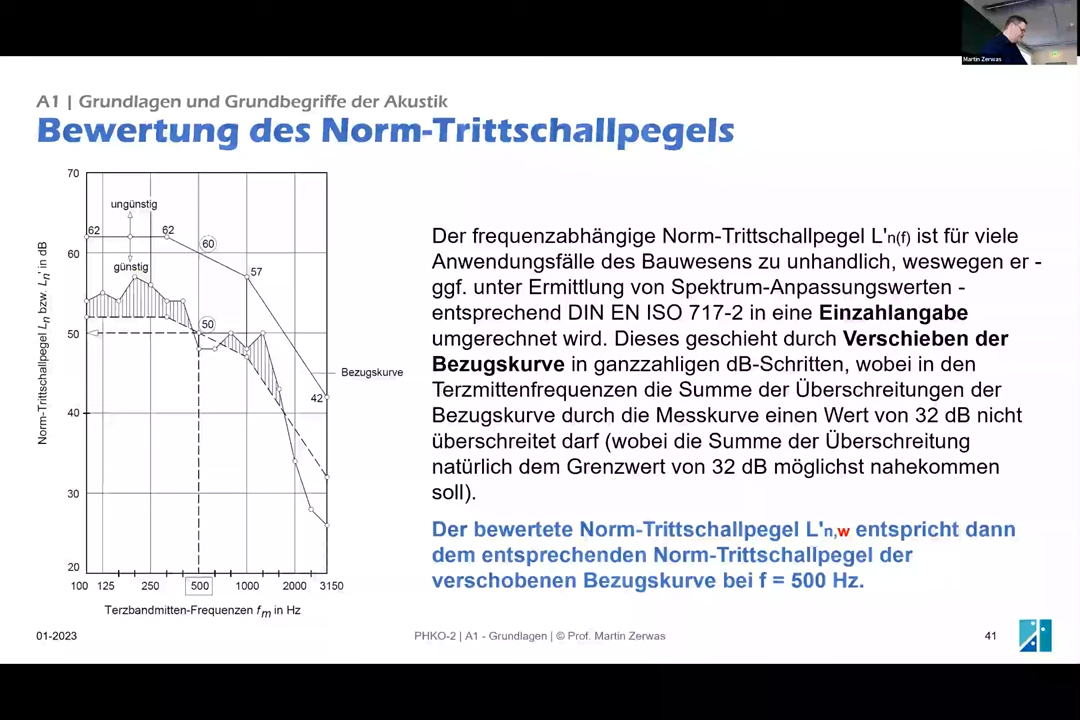 Martin Zerwas
A1 | Grundlagen und Grundbegriffe der Akustik
Bewertung des Norm-Trittschallpegels
70
ungünstig
62
62
60
60
57
günstig
50
50
Bezugskurve
42
40
30
20
Norm-Trittschallpegel Ln bzw. Ln' in dB
100 125 250 500 1000 2000 3150
Terzbandmitten-Frequenzen fm in Hz
Der frequenzabhängige Norm-Trittschallpegel L'n(f) ist für viele
Anwendungsfälle des Bauwesens zu unhandlich, weswegen er -
ggf. unter Ermittlung von Spektrum-Anpassungswerten -
entsprechend DIN EN ISO 717-2 in eine Einzahlangabe
umgerechnet wird. Dieses geschieht durch Verschieben der
Bezugskurve in ganzzahligen dB-Schritten, wobei in den
Terzmittenfrequenzen die Summe der Überschreitungen der
Bezugskurve durch die Messkurve einen Wert von 32 dB nicht
überschreitet darf (wobei die Summe der Überschreitung
natürlich dem Grenzwert von 32 dB möglichst nahekommen
soll).
Der bewertete Norm-Trittschallpegel L'n,w entspricht dann
dem entsprechenden Norm-Trittschallpegel der
verschobenen Bezugskurve bei f = 500 Hz.
01-2023
PHKO-2 | A1 - Grundlagen | © Prof. Martin Zerwas
41